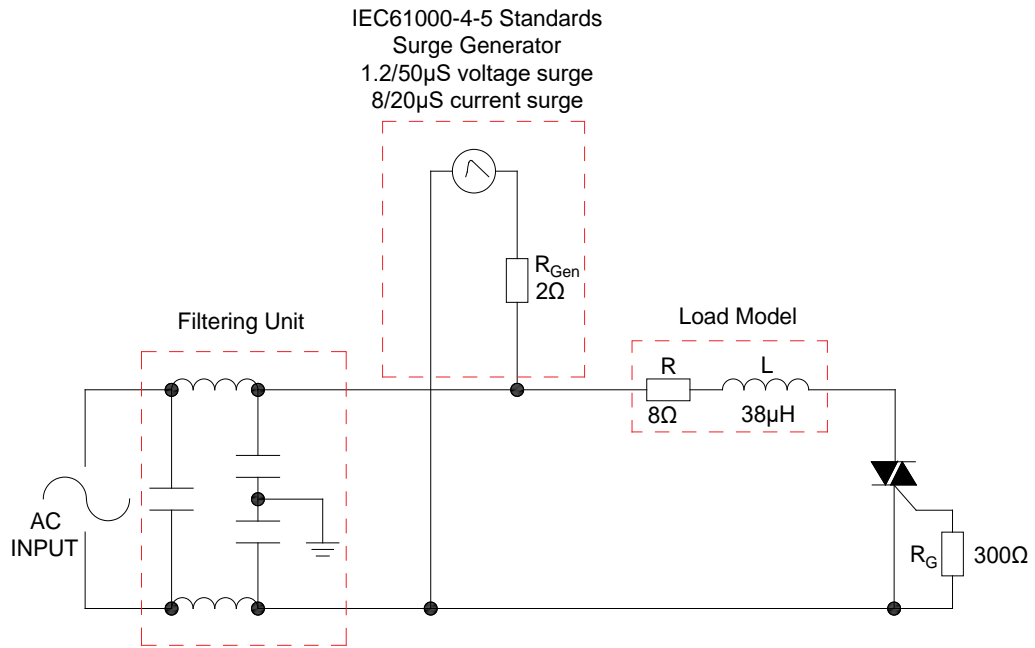 IEC61000-4-5 Standards
Surge Generator
1.2/50µS voltage surge
8/20µS current surge
R_Gen
2Ω
Filtering Unit
Load Model
R
L
8Ω
38µH
AC
INPUT
R_G
300Ω